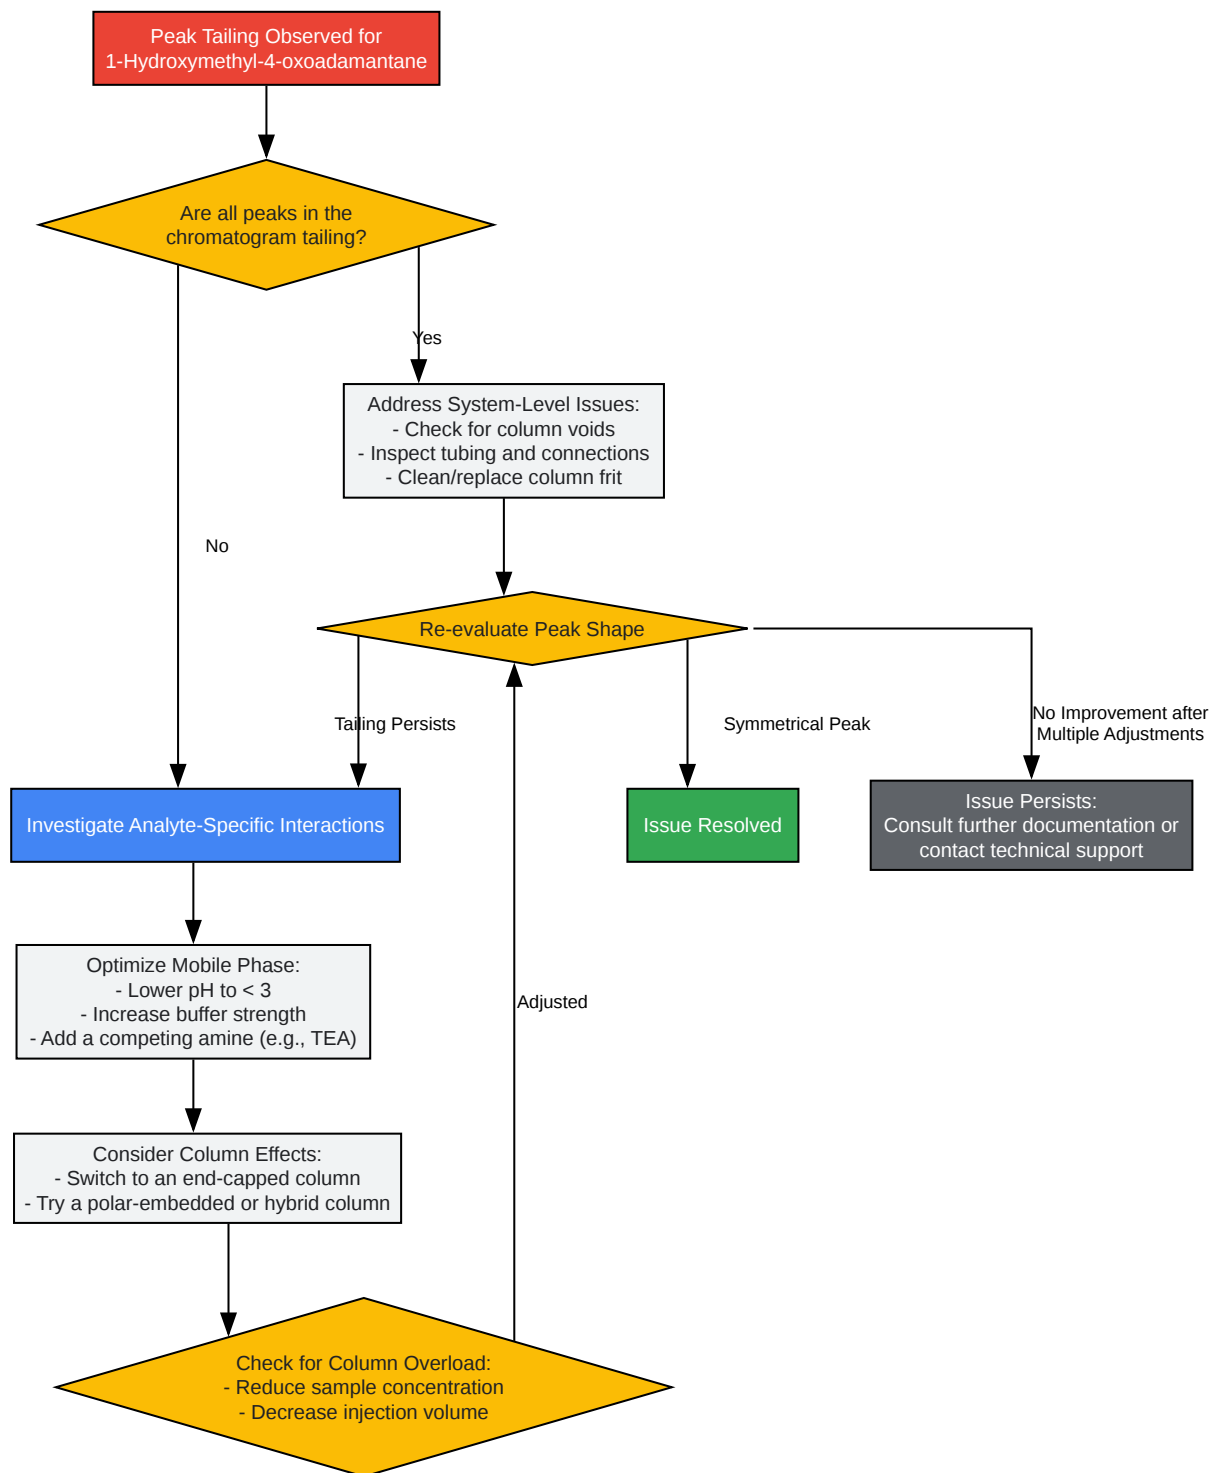 Peak Tailing Observed for
1-Hydroxymethyl-4-oxoadamantane
Are all peaks in the
chromatogram tailing?
Yes
Address System-Level Issues:
- Check for column voids
- Inspect tubing and connections
- Clean/replace column frit
No
Re-evaluate Peak Shape
Tailing Persists
Symmetrical Peak
No Improvement after
Multiple Adjustments
Investigate Analyte-Specific Interactions
Issue Resolved
Issue Persists:
Consult further documentation or
contact technical support
Optimize Mobile Phase:
- Lower pH to < 3
- Increase buffer strength
- Add a competing amine (e.g., TEA)
Adjusted
Consider Column Effects:
- Switch to an end-capped column
- Try a polar-embedded or hybrid column
Check for Column Overload:
- Reduce sample concentration
- Decrease injection volume